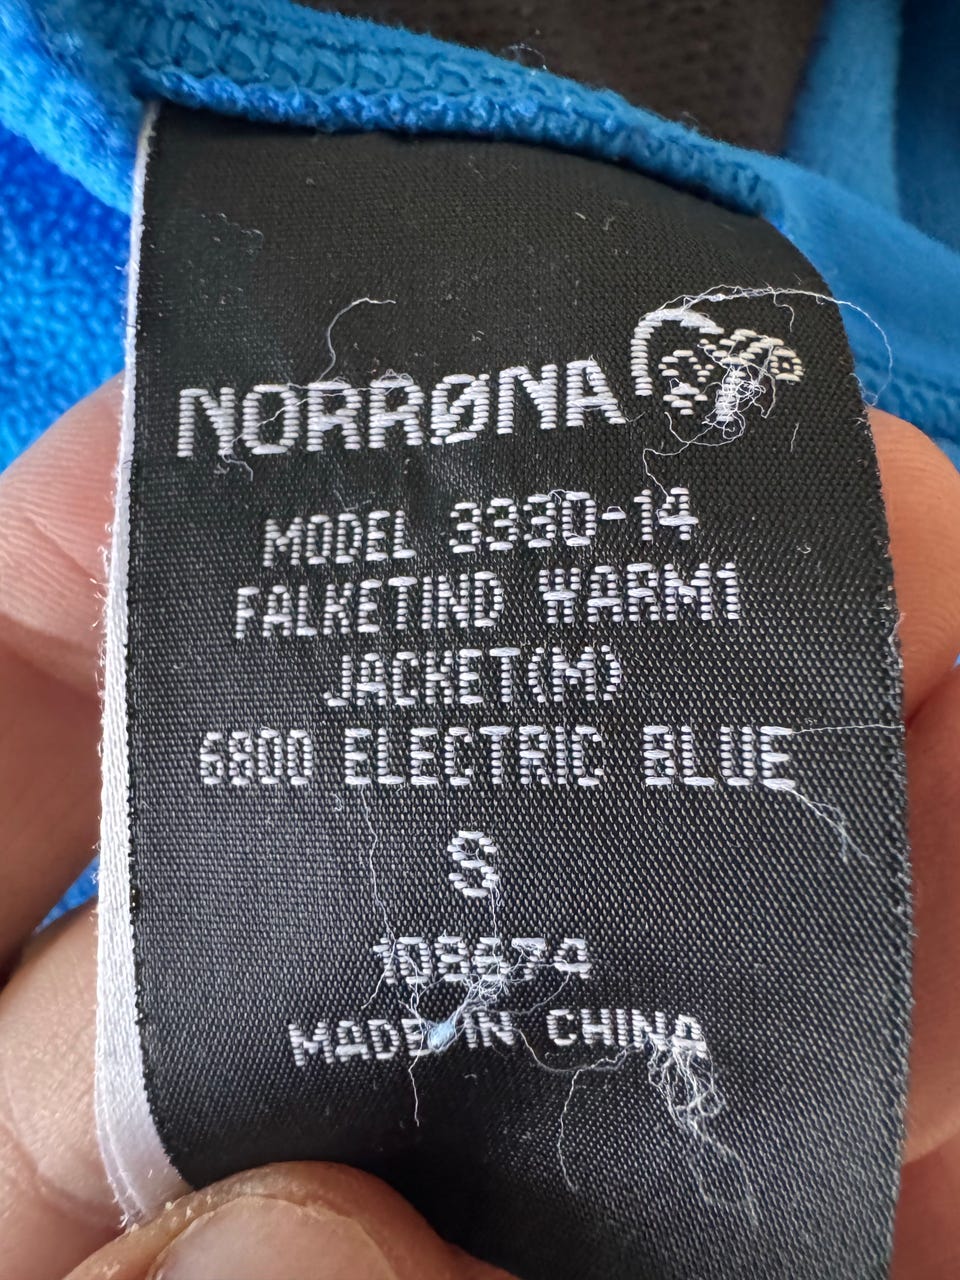 NORRØNA
MODEL 3330-14
FALKETIND WARM1
JACKET(M)
6800 ELECTRIC BLUE
S
108674
MADE IN CHINA